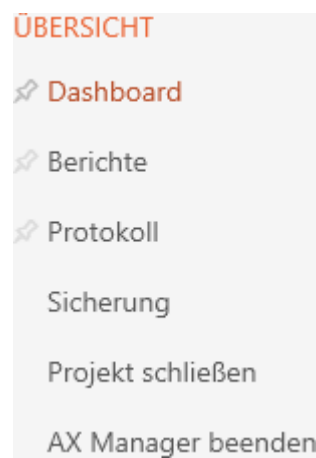 ÜBERSICHT
Dashboard
Berichte
Protokoll
Sicherung
Projekt schließen
AX Manager beenden